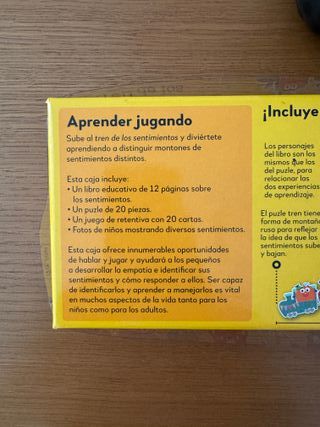 Aprender jugando
Sube al tren de los sentimientos y diviértete
aprendiendo a distinguir montones de
sentimientos distintos.
Esta caja incluye:
• Un libro educativo de 12 páginas sobre
los sentimientos.
• Un puzle de 20 piezas.
• Un juego de retentiva con 20 cartas.
• Fotos de niños mostrando diversos sentimientos.
Esta caja ofrece innumerables oportunidades
de hablar y jugar y ayudará a los pequeños
a desarrollar la empatía e identificar sus
sentimientos y cómo responder a ellos. Ser capaz
de identificarlos y aprender a manejarlos es vital
en muchos aspectos de la vida tanto para los
niños como para los adultos.
¡Incluye
Los personajes
del libro son los
mismos que los
del puzle, para
relacionar las
dos experiencias
de aprendizaje.
El puzle tren tiene
forma de montaña
rusa para reflejar
la idea de que los
sentimientos sube
y bajan.